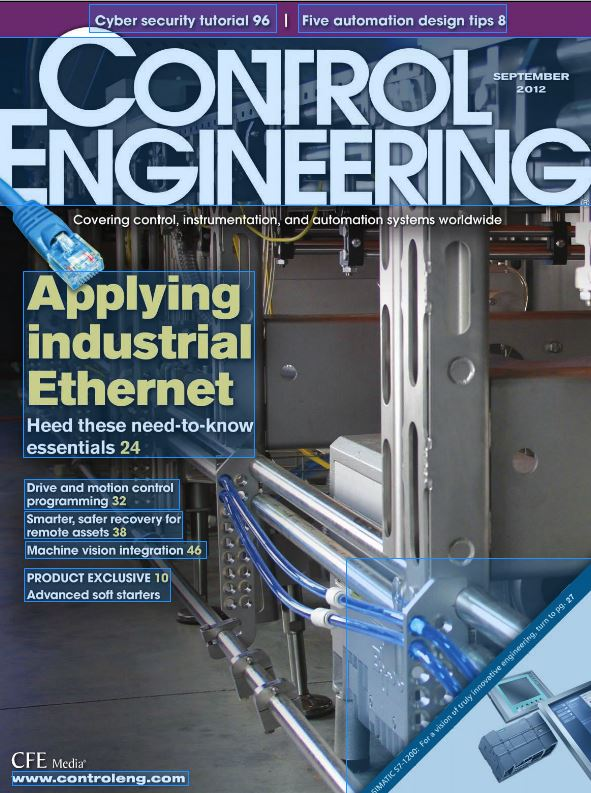 Cyber security tutorial 96 | Five automation design tips 8
CONTROL
ENGINEERING
SEPTEMBER
2012
Covering control, instrumentation, and automation systems worldwide
Applying
industrial
Ethernet
Heed these need-to-know
essentials 24
Drive and motion control
programming 32
Smarter, safer recovery for
remote assets 38
Machine vision integration 46
PRODUCT EXCLUSIVE 10
Advanced soft starters
SIMATIC S7-1200: For a vision of truly innovative engineering, turn to pg. 27
CFE Media®
www.controleng.com